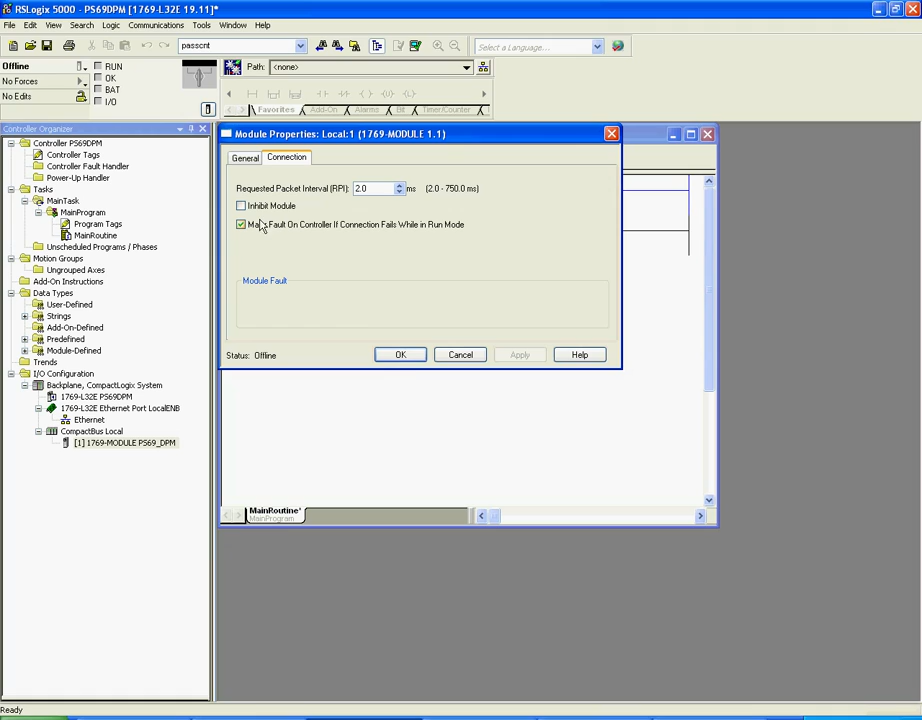 RSLogix 5000 - PS69DPM [1769-L32E 19.11]*
File Edit View Search Logic Communications Tools Window Help
passcnt
Select a Language...
Offline
RUN
No Forces
OK
No Edits
BAT
I/O
Path: <none>
Favorites Add-On Alarms Bit Timer/Counter
Controller Organizer
Controller PS69DPM
Controller Tags
Controller Fault Handler
Power-Up Handler
Tasks
MainTask
MainProgram
Program Tags
MainRoutine
Unscheduled Programs / Phases
Motion Groups
Ungrouped Axes
Add-On Instructions
Data Types
User-Defined
Strings
Add-On-Defined
Predefined
Module-Defined
Trends
I/O Configuration
Backplane, CompactLogix System
1769-L32E PS69DPM
1769-L32E Ethernet Port LocalENB
Ethernet
CompactBus Local
[1] 1769-MODULE PS69_DPM
Module Properties: Local:1 (1769-MODULE 1.1)
General Connection
Requested Packet Interval (RPI): 2.0 ms (2.0 - 750.0 ms)
Inhibit Module
Fault On Controller If Connection Fails While in Run Mode
Module Fault
Status: Offline OK Cancel Apply Help
MainRoutine*
MainProgram
Ready